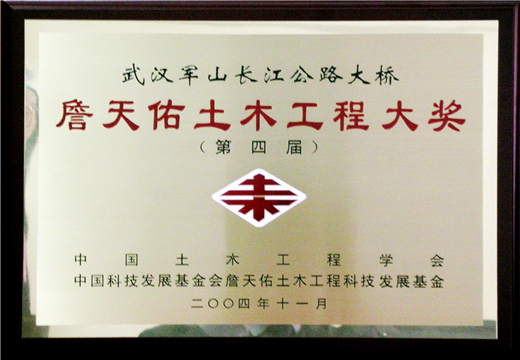 武汉军山长江公路大桥
詹天佑土木工程大奖
（第四届）
中国土木工程学会
中国科技发展基金会詹天佑土木工程科技发展基金
二〇〇四年十一月